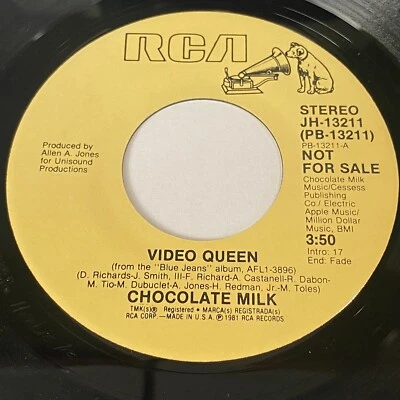 RCA
STEREO
JH-13211
(PB-13211)
PB-13211-A
NOT
FOR SALE
Produced by
Allen A. Jones
for Unisound
Productions
Chocolate Milk
Music/Cessess
Publishing
Co./Electric
Apple Music/
Million Dollar
Music, BMI
3:50
Intro: 17
End: Fade
VIDEO QUEEN
(from the "Blue Jeans" album, AFL1-3896)
(D. Richards-J. Smith, III-F. Richard-A. Castanell-R. Dabon-
M. Tio-M. Dubuclet-A. Jones-H. Redman, Jr.-M. Toles)
CHOCOLATE MILK
TMK(s)® Registered • MARCA(s) REGISTRADA(s)
RCA CORP.—MADE IN U.S.A. ℗ 1981 RCA RECORDS